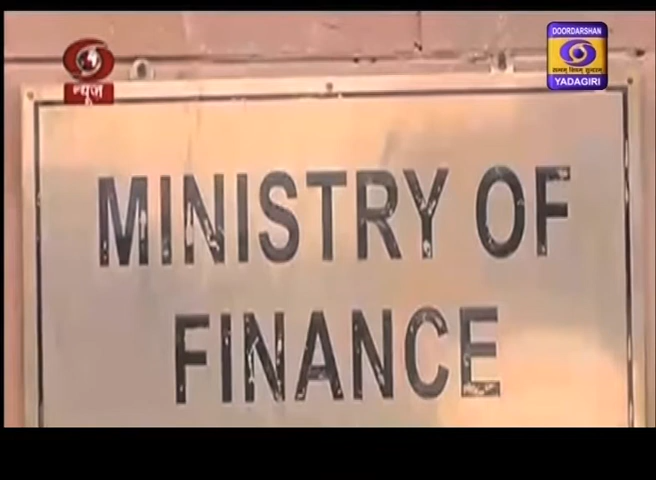 DOORDARSHAN
न्यूज़
YADAGIRI
MINISTRY OF
FINANCE